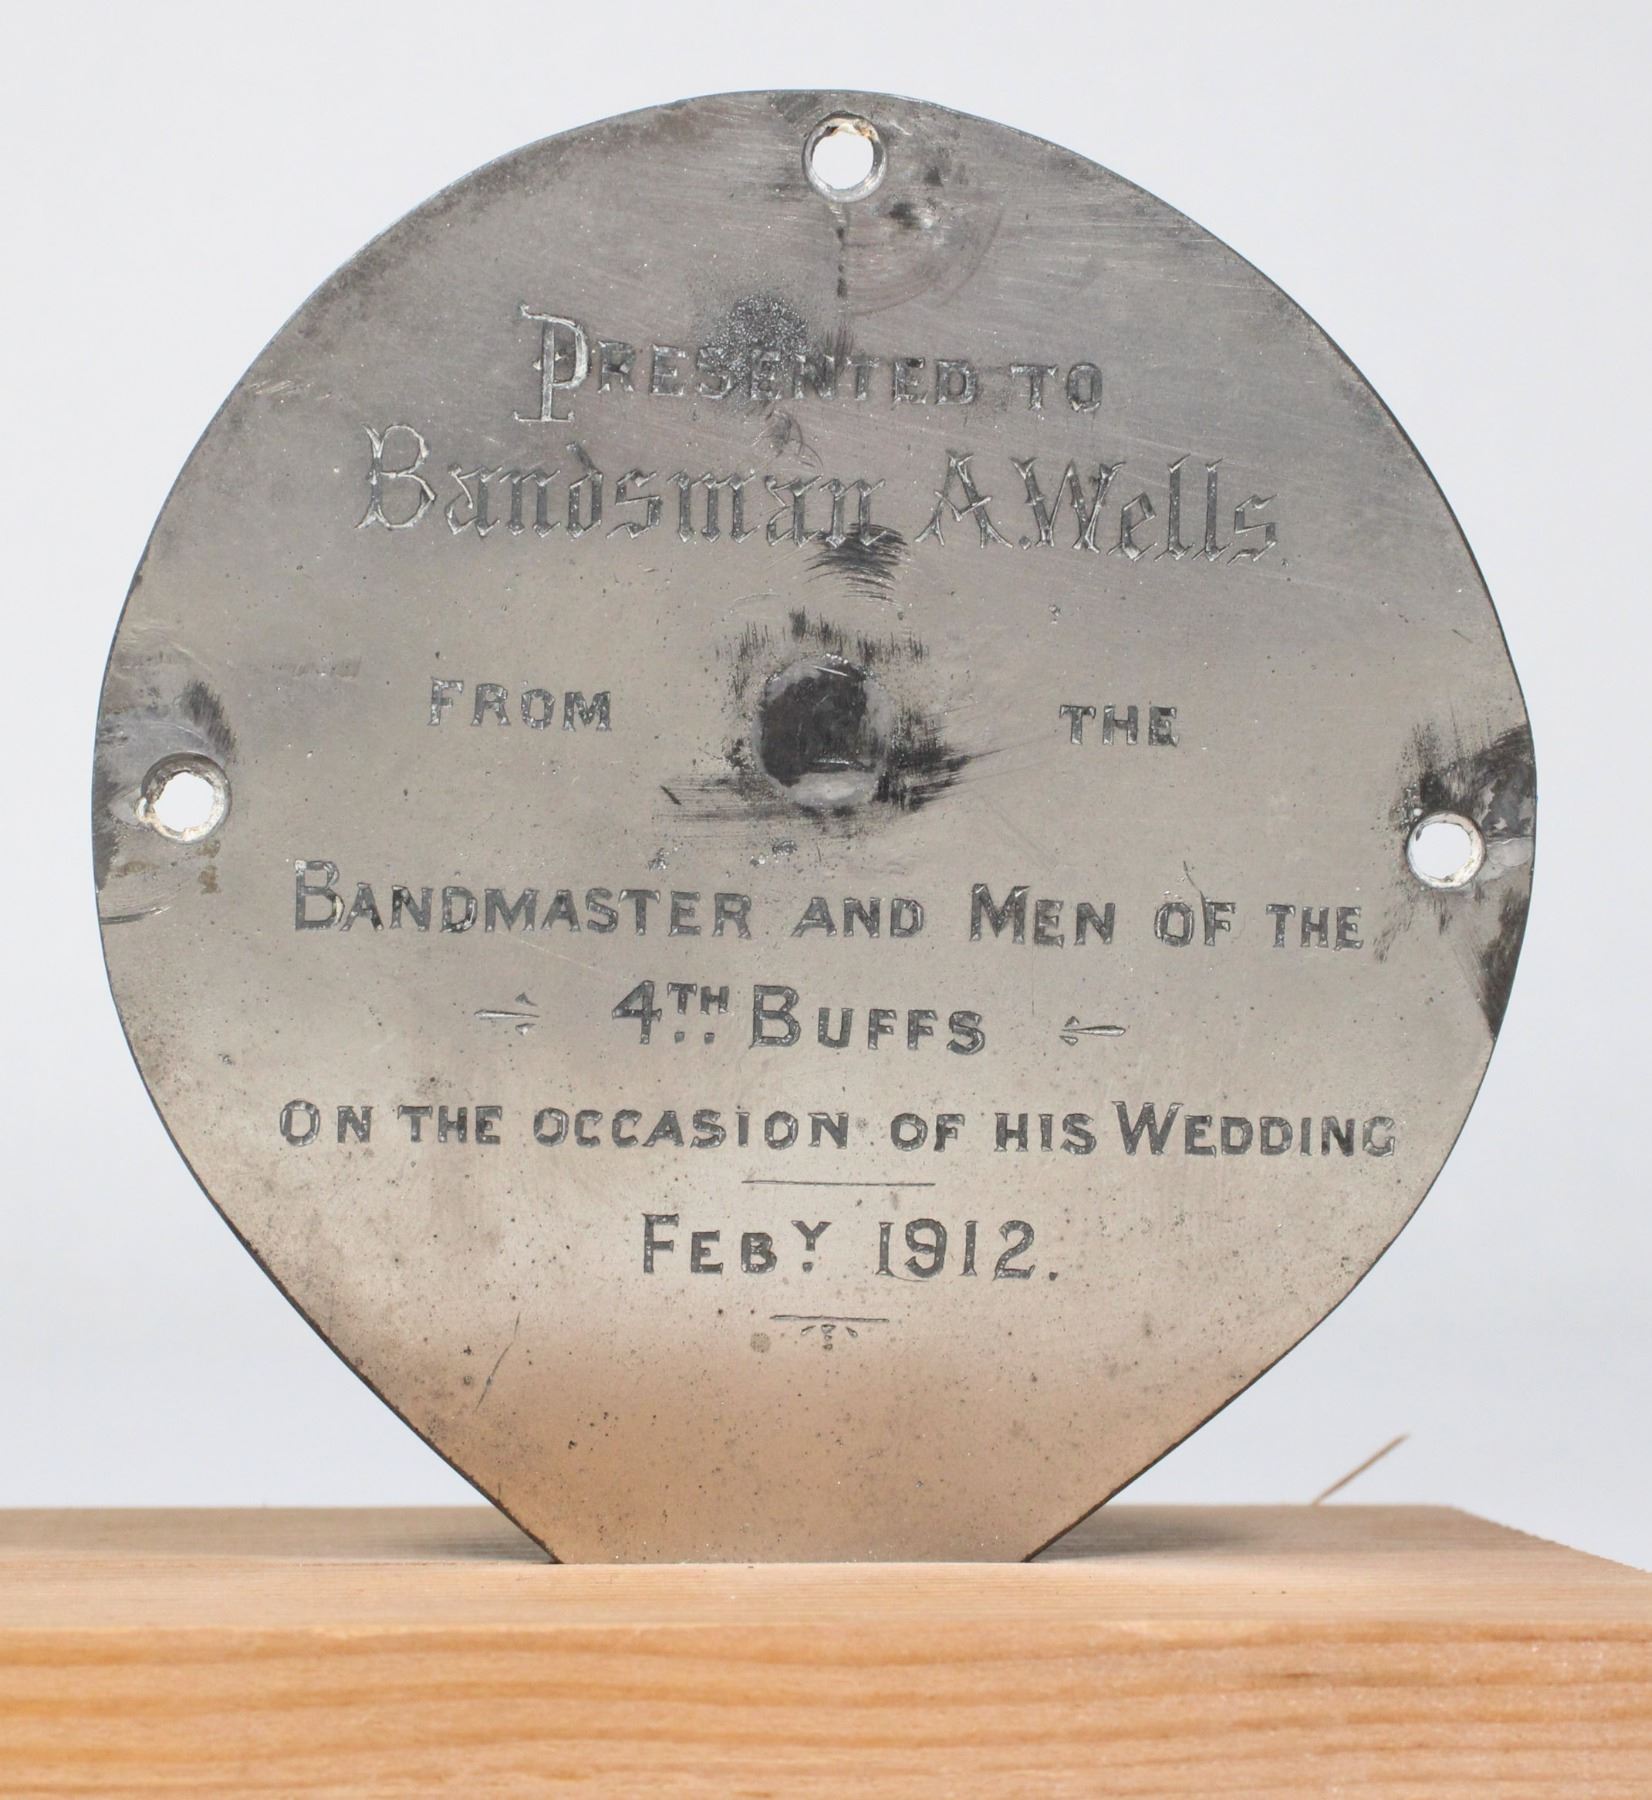 PRESENTED TO
Bandsman A. Wells.
FROM THE
BANDMASTER AND MEN OF THE
4TH BUFFS
ON THE OCCASION OF HIS WEDDING
FEBY 1912.